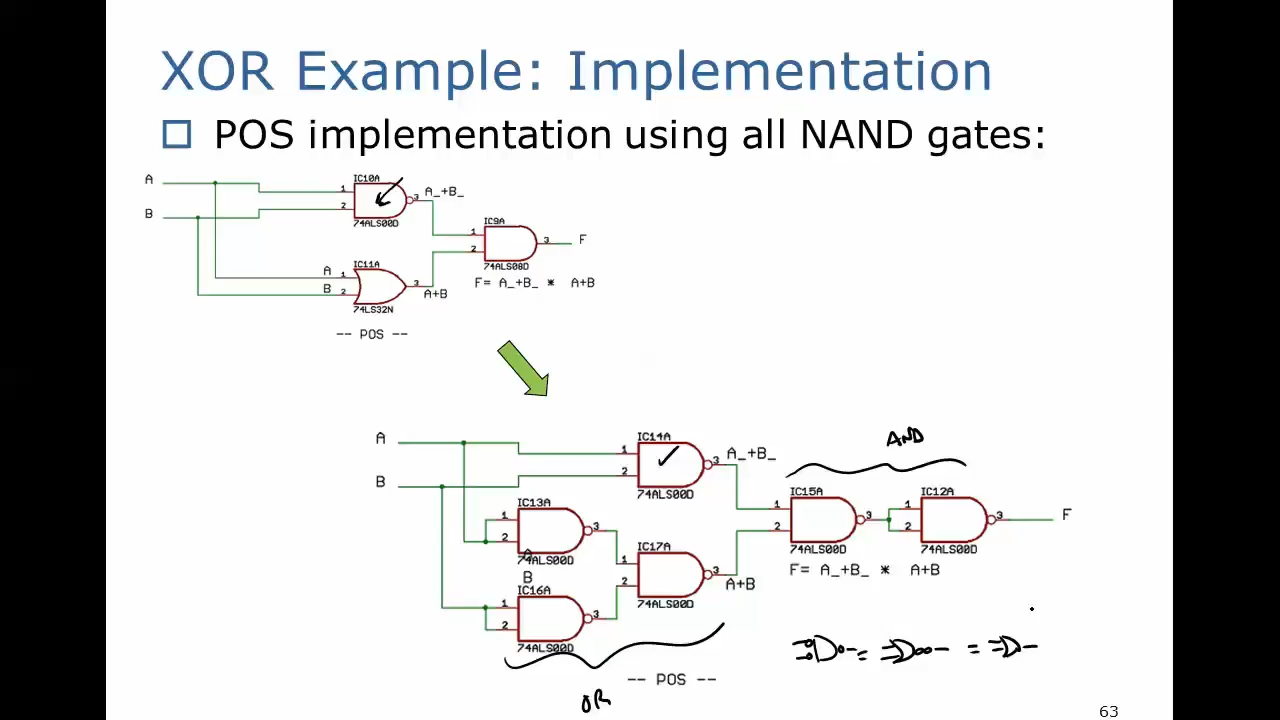 XOR Example: Implementation
POS implementation using all NAND gates:
A
B
IC10A
1
2
3
A_+B_
74ALS00D
IC9A
1
2
3
F
74ALS08D
F= A_+B_ * A+B
IC11A
A 1
B 2
3
A+B
74LS32N
-- POS --
A
B
IC14A
1
2
3
A_+B_
74ALS00D
AND
IC13A
1
2
3
74ALS00D
A
B
IC16A
1
2
3
74ALS00D
IC17A
1
2
3
A+B
74ALS00D
IC15A
1
2
3
74ALS00D
IC12A
1
2
3
F
74ALS00D
F= A_+B_ * A+B
= =
-- POS --
OR
63